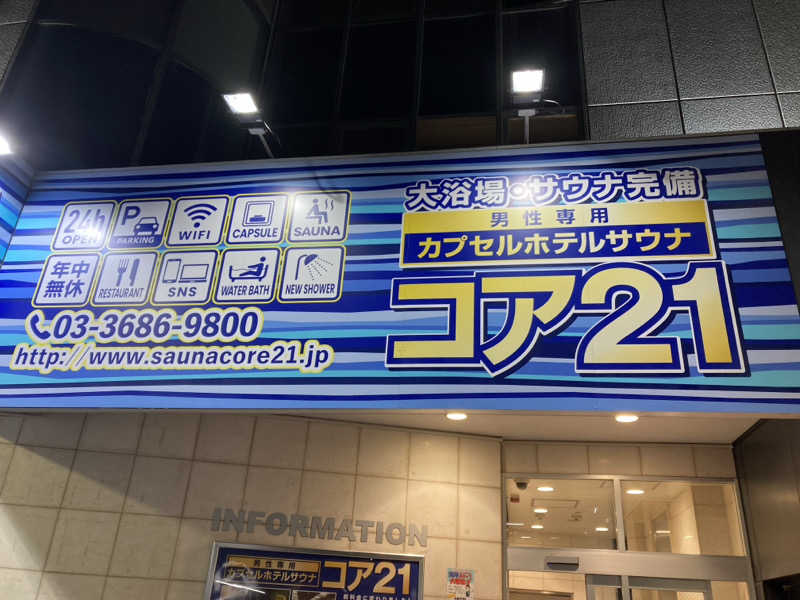 24h
OPEN
P
PARKING
WIFI
CAPSULE
SAUNA
年中
無休
RESTAURANT
SNS
WATER BATH
NEW SHOWER
03-3686-9800
http://www.saunacore21.jp
大浴場・サウナ完備
男性専用
カプセルホテルサウナ
コア21
INFORMATION
男性専用
カプセルホテルサウナ
コア21